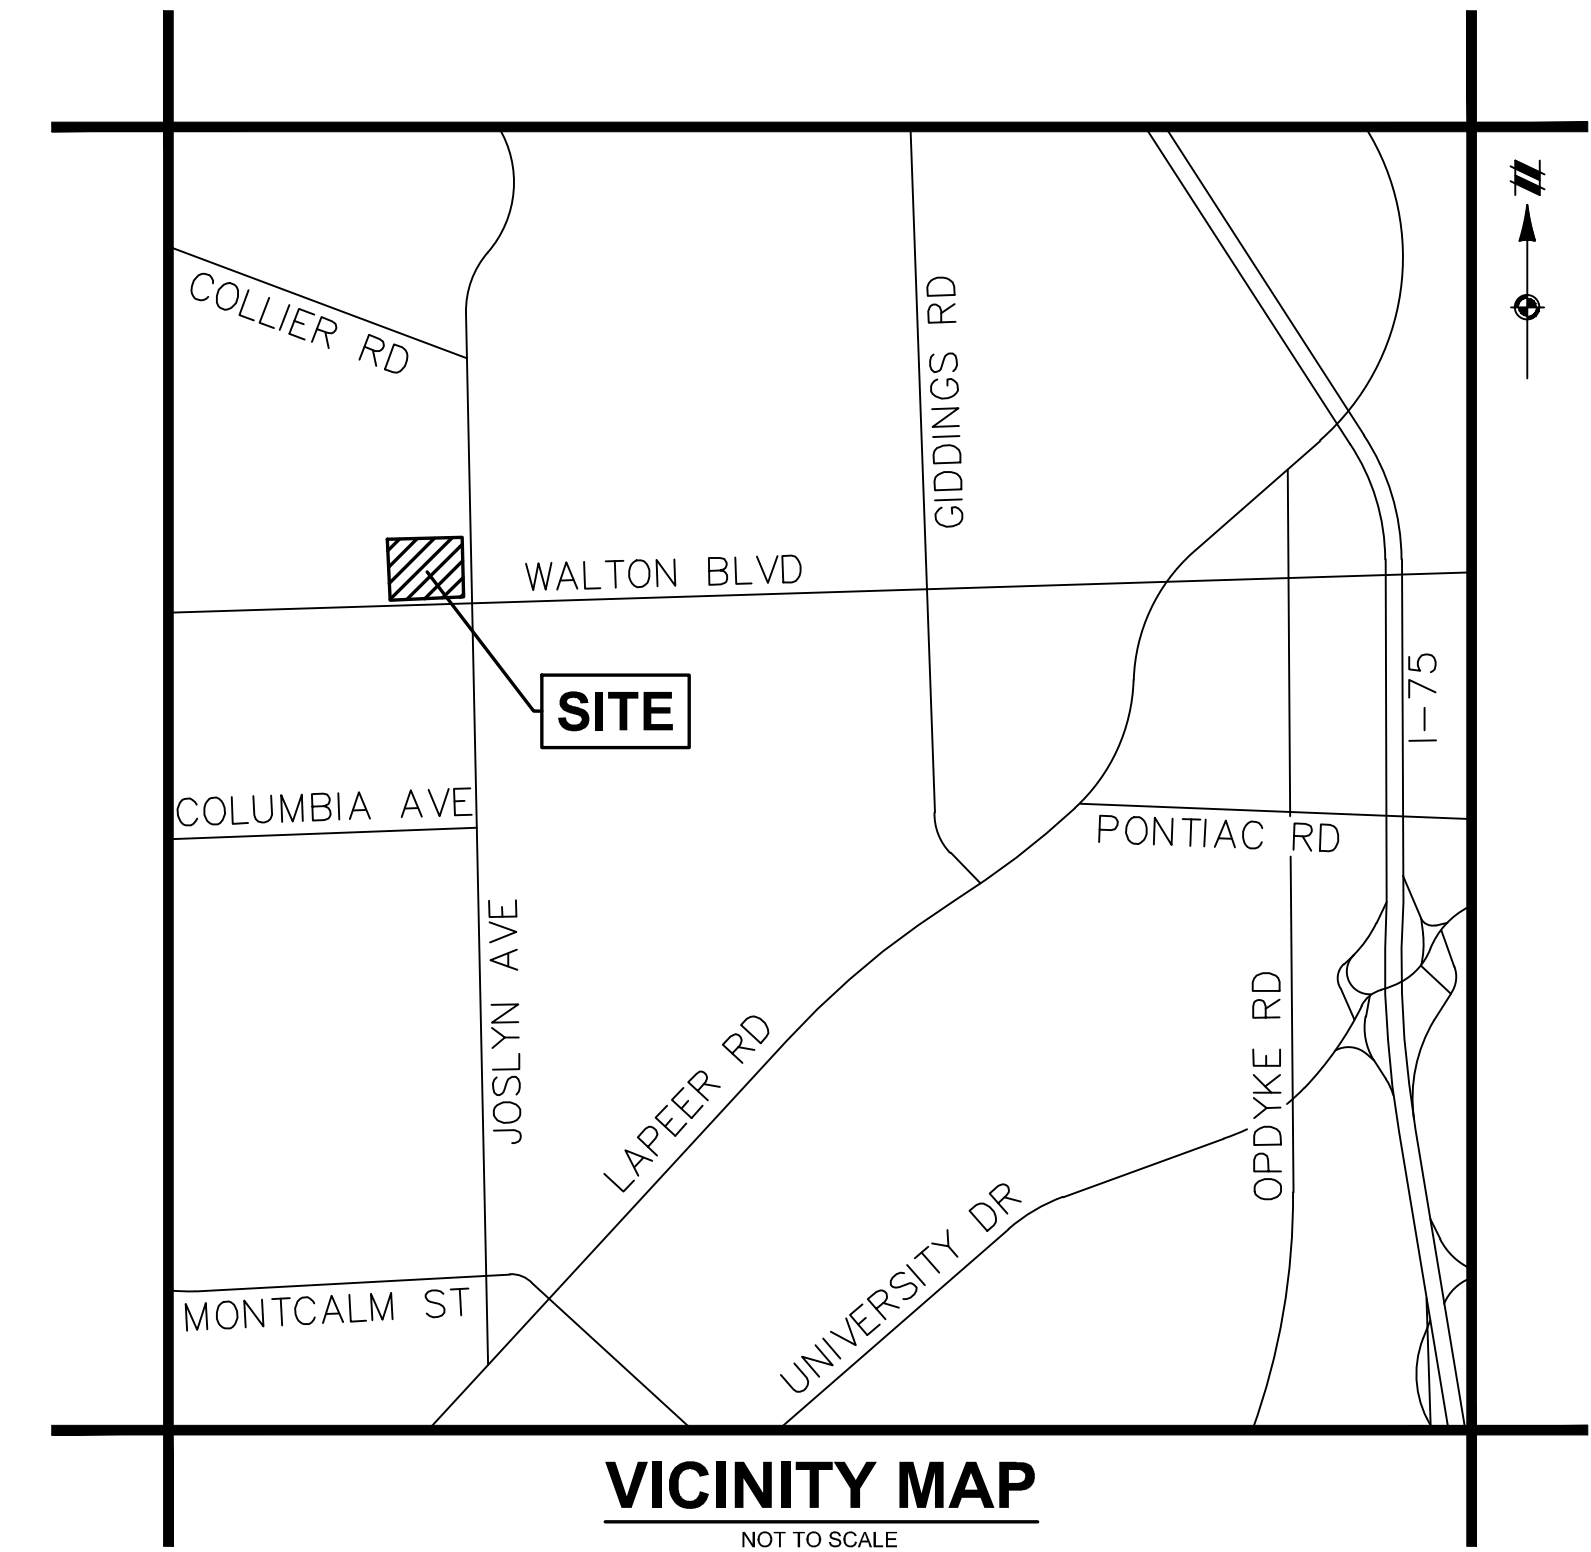 N
COLLIER RD
GIDDINGS RD
WALTON BLVD
I-75
SITE
COLUMBIA AVE
PONTIAC RD
JOSLYN AVE
LAPEER RD
OPDYKE RD
UNIVERSITY DR
MONTCALM ST
VICINITY MAP
NOT TO SCALE